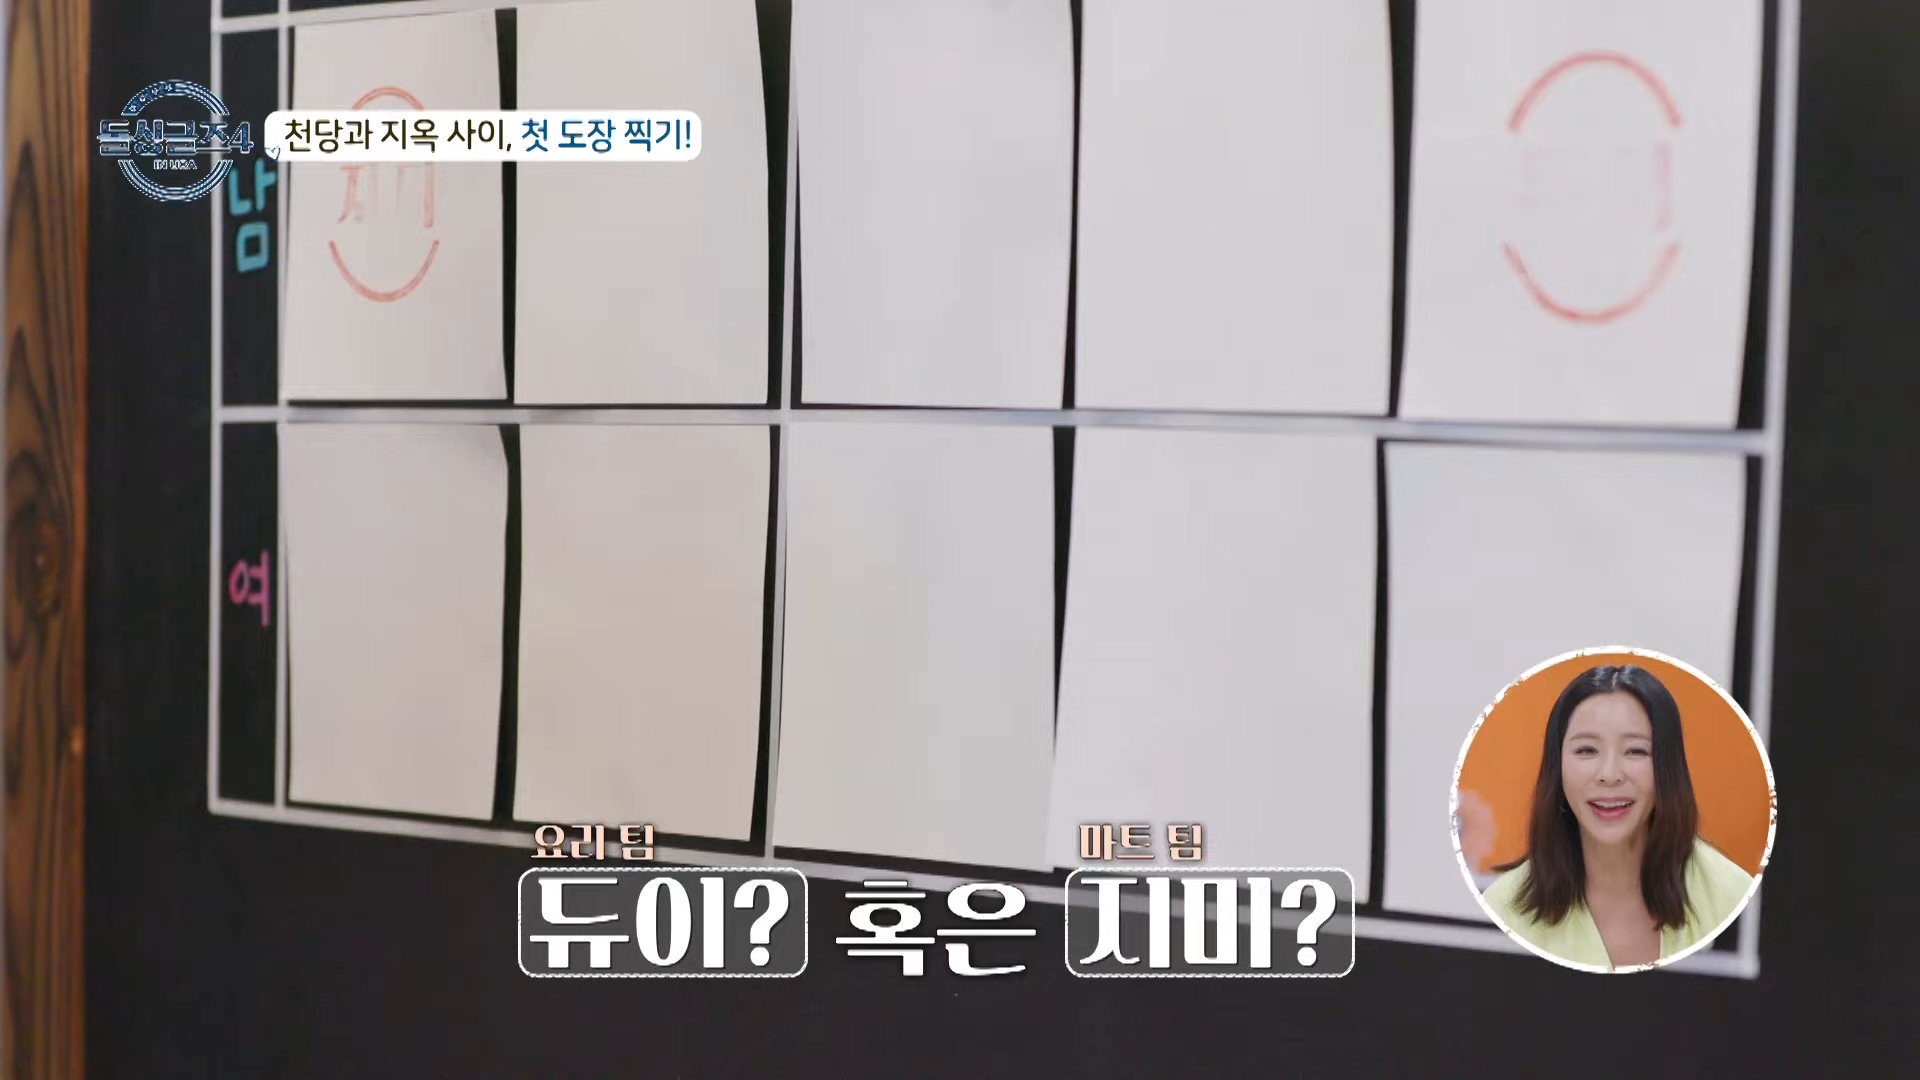 돌싱글즈4
IN USA
천당과 지옥 사이, 첫 도장 찍기!
남
여
요리 팀
마트 팀
듀이? 혹은 지미?